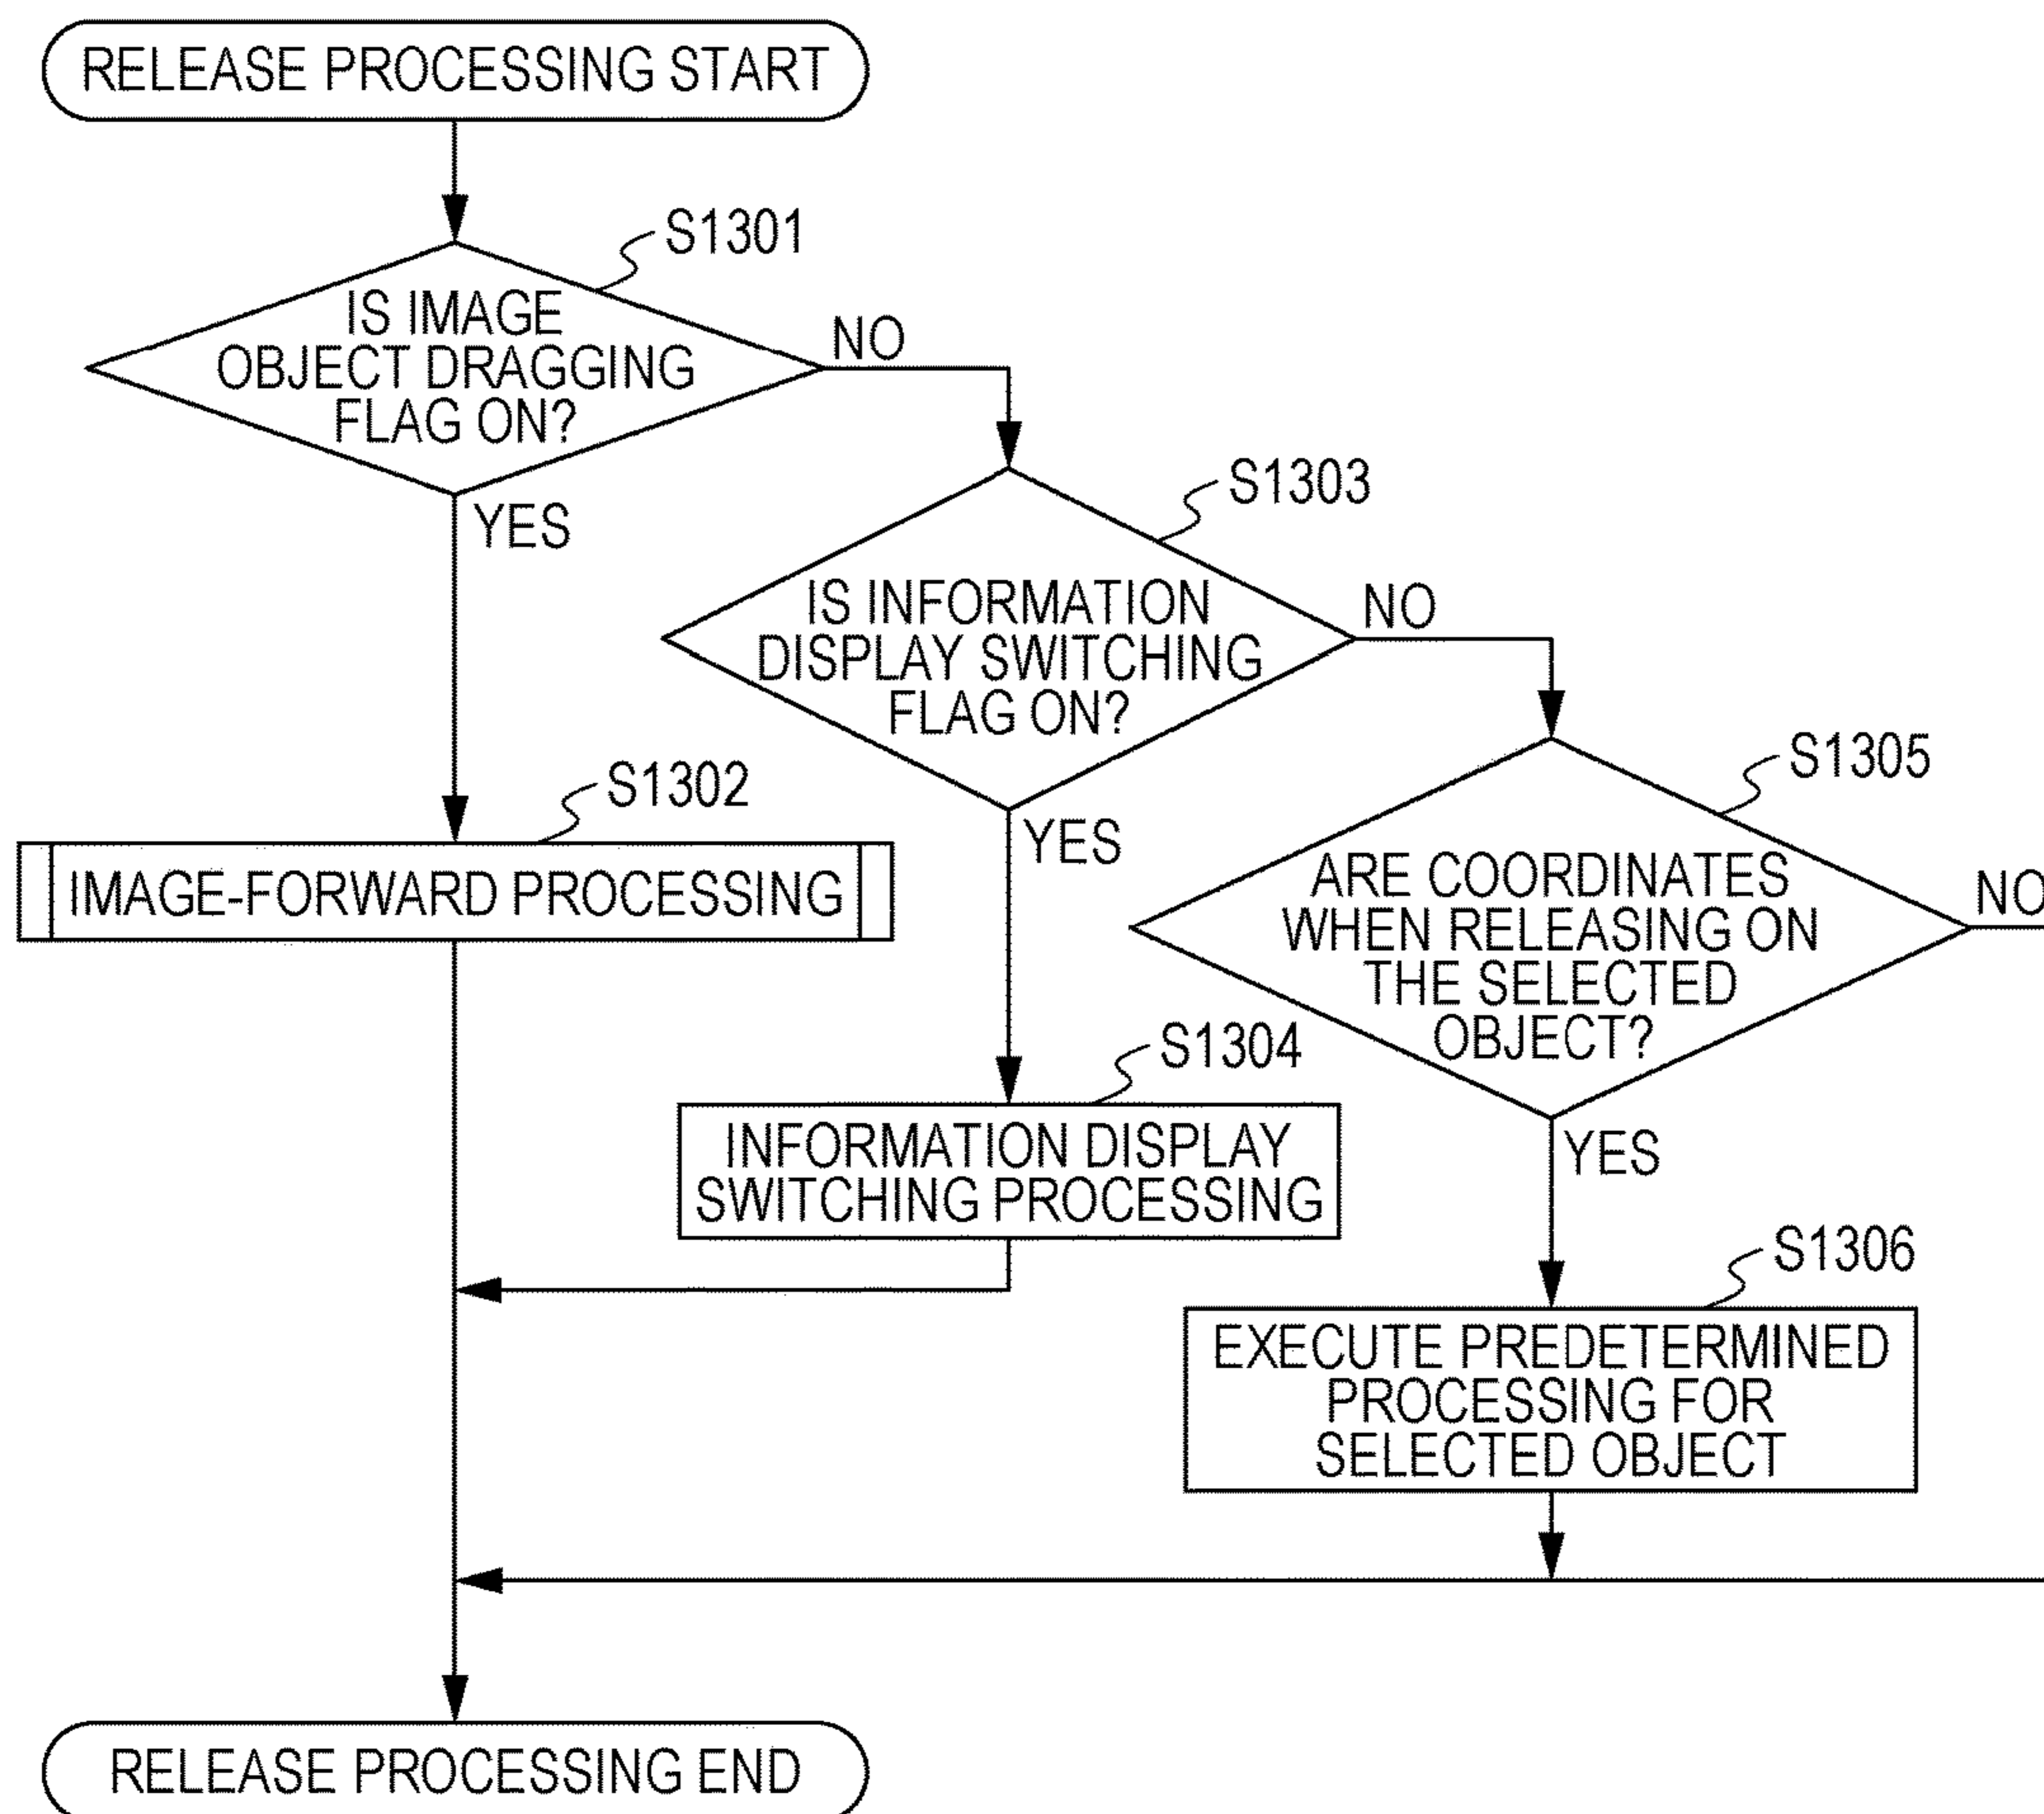 RELEASE PROCESSING START
S1301
IS IMAGE
OBJECT DRAGGING
FLAG ON?
NO
YES
S1303
IS INFORMATION
DISPLAY SWITCHING
FLAG ON?
NO
YES
S1302
IMAGE-FORWARD PROCESSING
S1305
ARE COORDINATES
WHEN RELEASING ON
THE SELECTED
OBJECT?
NO
YES
S1304
INFORMATION DISPLAY
SWITCHING PROCESSING
S1306
EXECUTE PREDETERMINED
PROCESSING FOR
SELECTED OBJECT
RELEASE PROCESSING END